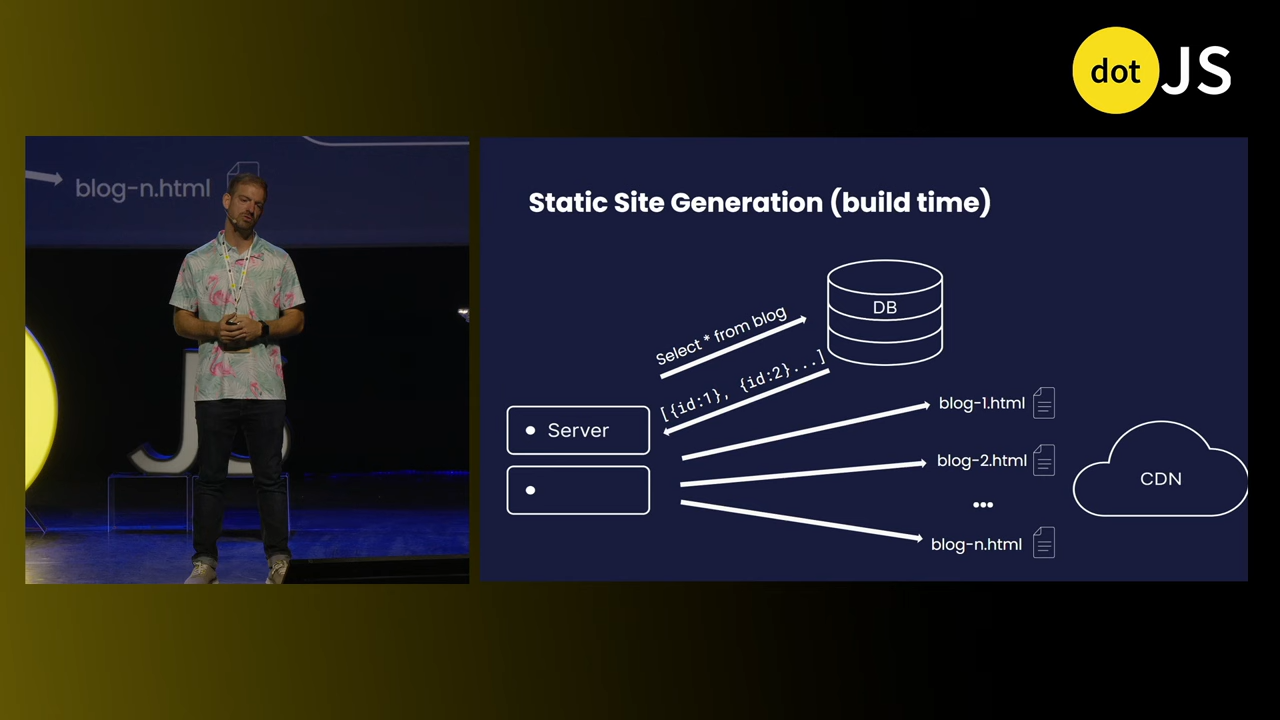 dot JS
blog-n.html
JS
Static Site Generation (build time)
DB
Select * from blog
[{id:1}, {id:2}...]
Server
blog-1.html
blog-2.html
...
blog-n.html
CDN